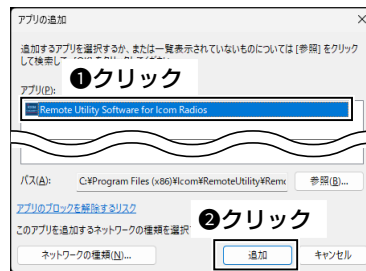 アプリの追加
追加するアプリを選択するか、または一覧表示されていないものについては [参照] をクリック
して検索して
❶クリック
アプリ(P):
Remote Utility Software for Icom Radios
パス(A):
C:¥Program Files (x86)¥Icom¥RemoteUtility¥Remo
参照(B)...
アプリのブロックを解除するリスク
❷クリック
このアプリを追加するネットワークの種類を選択
ネットワークの種類(N)...
追加
キャンセル